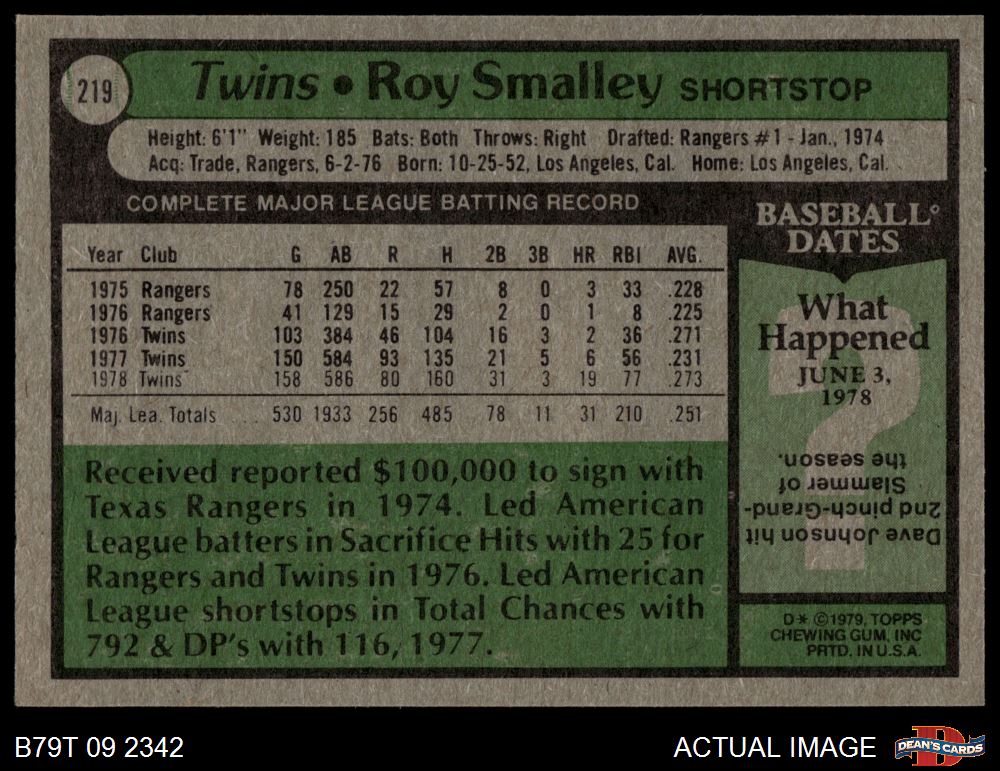 219
Twins • Roy Smalley SHORTSTOP
Height: 6'1" Weight: 185 Bats: Both Throws: Right Drafted: Rangers #1 - Jan., 1974
Acq: Trade, Rangers, 6-2-76 Born: 10-25-52, Los Angeles, Cal. Home: Los Angeles, Cal.
COMPLETE MAJOR LEAGUE BATTING RECORD
Year Club G AB R H 2B 3B HR RBI AVG.
1975 Rangers 78 250 22 57 8 0 3 33 .228
1976 Rangers 41 129 15 29 2 0 1 8 .225
1976 Twins 103 384 46 104 16 3 2 36 .271
1977 Twins 150 584 93 135 21 5 6 56 .231
1978 Twins 158 586 80 160 31 3 19 77 .273
Maj. Lea. Totals 530 1933 256 485 78 11 31 210 .251
Received reported $100,000 to sign with
Texas Rangers in 1974. Led American
League batters in Sacrifice Hits with 25 for
Rangers and Twins in 1976. Led American
League shortstops in Total Chances with
792 & DP's with 116, 1977.
BASEBALL°
DATES
What
Happened
JUNE 3,
1978
Dave Johnson hit
2nd pinch-Grand-
Slammer of
the season.
D* ©1979, TOPPS
CHEWING GUM, INC
PRTD. IN U.S.A.
B79T 09 2342
ACTUAL IMAGE
DEAN'S CARDS